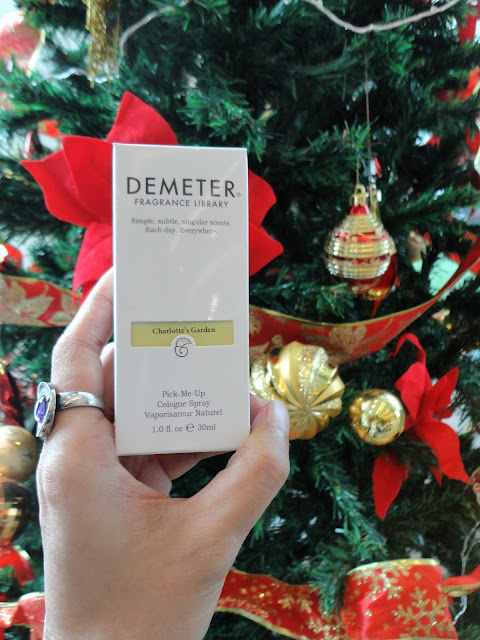 DEMETER®
FRAGRANCE LIBRARY
Simple, subtle, singular scents.
Each day. Everywhere.
Charlotte's Garden
Pick-Me-Up
Cologne Spray
Vaporisateur Naturel
1.0 fl. oz ℮ 30ml